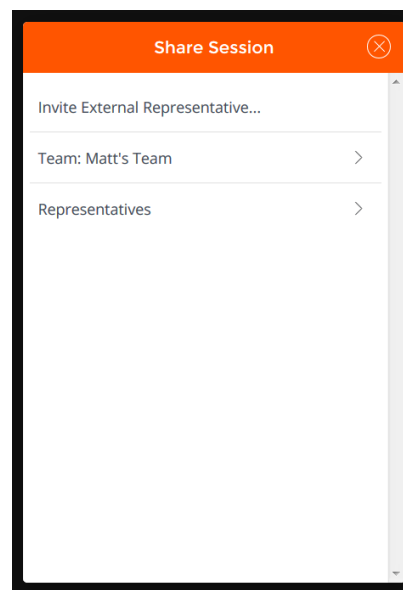 Share Session
Invite External Representative...
Team: Matt's Team
Representatives